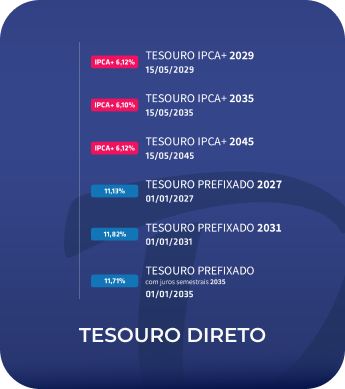 IPCA+ 6,12% TESOURO IPCA+ 2029
15/05/2029
IPCA+ 6,10% TESOURO IPCA+ 2035
15/05/2035
IPCA+ 6,12% TESOURO IPCA+ 2045
15/05/2045
11,13% TESOURO PREFIXADO 2027
01/01/2027
11,82% TESOURO PREFIXADO 2031
01/01/2031
11,71% TESOURO PREFIXADO
com juros semestrais 2035
01/01/2035
TESOURO DIRETO